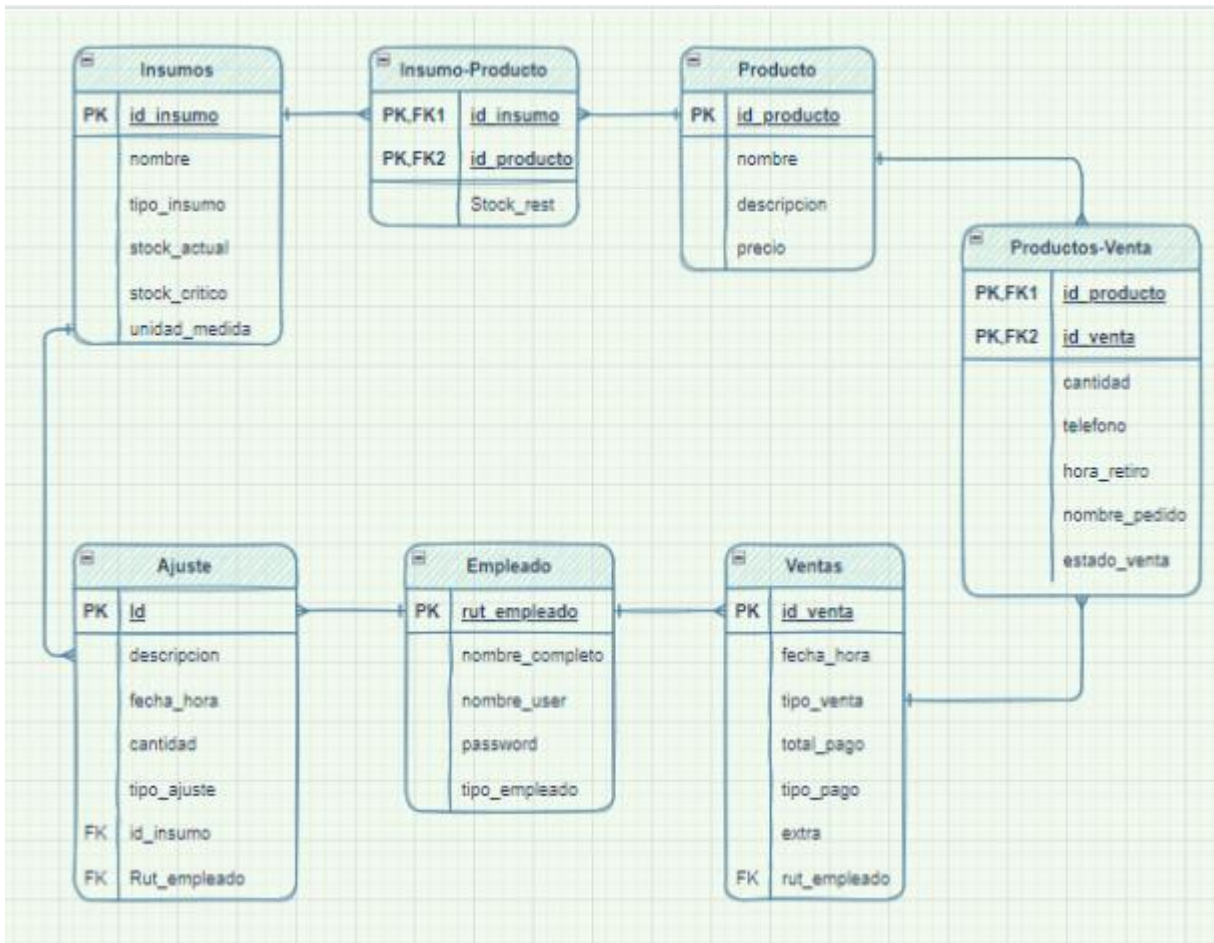 Insumos
PK id_insumo
nombre
tipo_insumo
stock_actual
stock_critico
unidad_medida
Insumo-Producto
PK,FK1 id_insumo
PK,FK2 id_producto
Stock_rest
Producto
PK id_producto
nombre
descripcion
precio
Productos-Venta
PK,FK1 id_producto
PK,FK2 id_venta
cantidad
telefono
hora_retiro
nombre_pedido
estado_venta
Ajuste
PK Id
descripcion
fecha_hora
cantidad
tipo_ajuste
FK id_insumo
FK Rut_empleado
Empleado
PK rut_empleado
nombre_completo
nombre_user
password
tipo_empleado
Ventas
PK id_venta
fecha_hora
tipo_venta
total_pago
tipo_pago
extra
FK rut_empleado